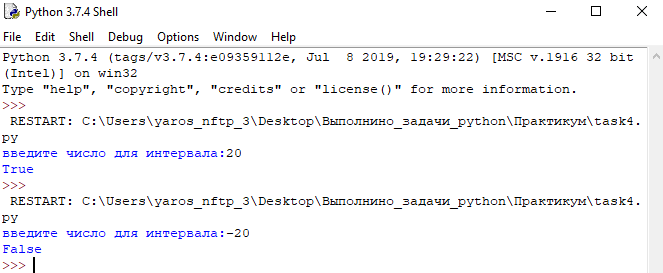 Python 3.7.4 Shell
File Edit Shell Debug Options Window Help
Python 3.7.4 (tags/v3.7.4:e09359112e, Jul  8 2019, 19:29:22) [MSC v.1916 32 bit
(Intel)] on win32
Type "help", "copyright", "credits" or "license()" for more information.
>>>
 RESTART: C:\Users\yaros_nftp_3\Desktop\Выполнино_задачи_python\Практикум\task4.
py
введите число для интервала:20
True
>>>
 RESTART: C:\Users\yaros_nftp_3\Desktop\Выполнино_задачи_python\Практикум\task4.
py
введите число для интервала:-20
False
>>>